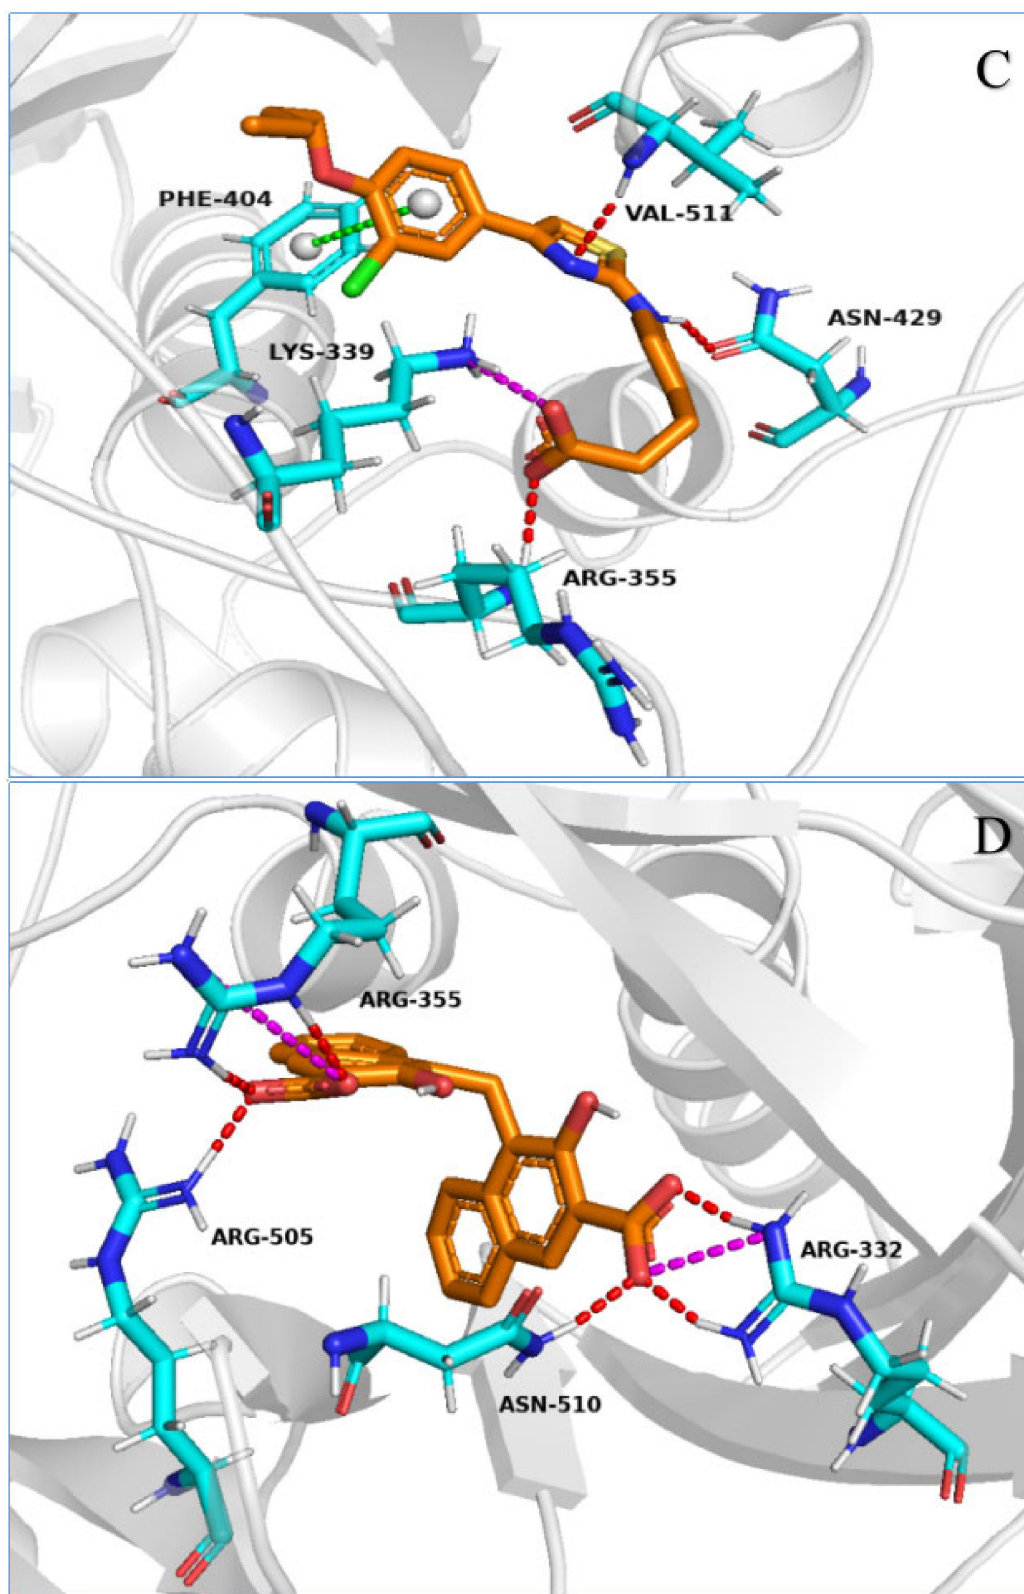 C
PHE-404
VAL-511
ASN-429
LYS-339
ARG-355
D
ARG-355
ARG-505
ARG-332
ASN-510